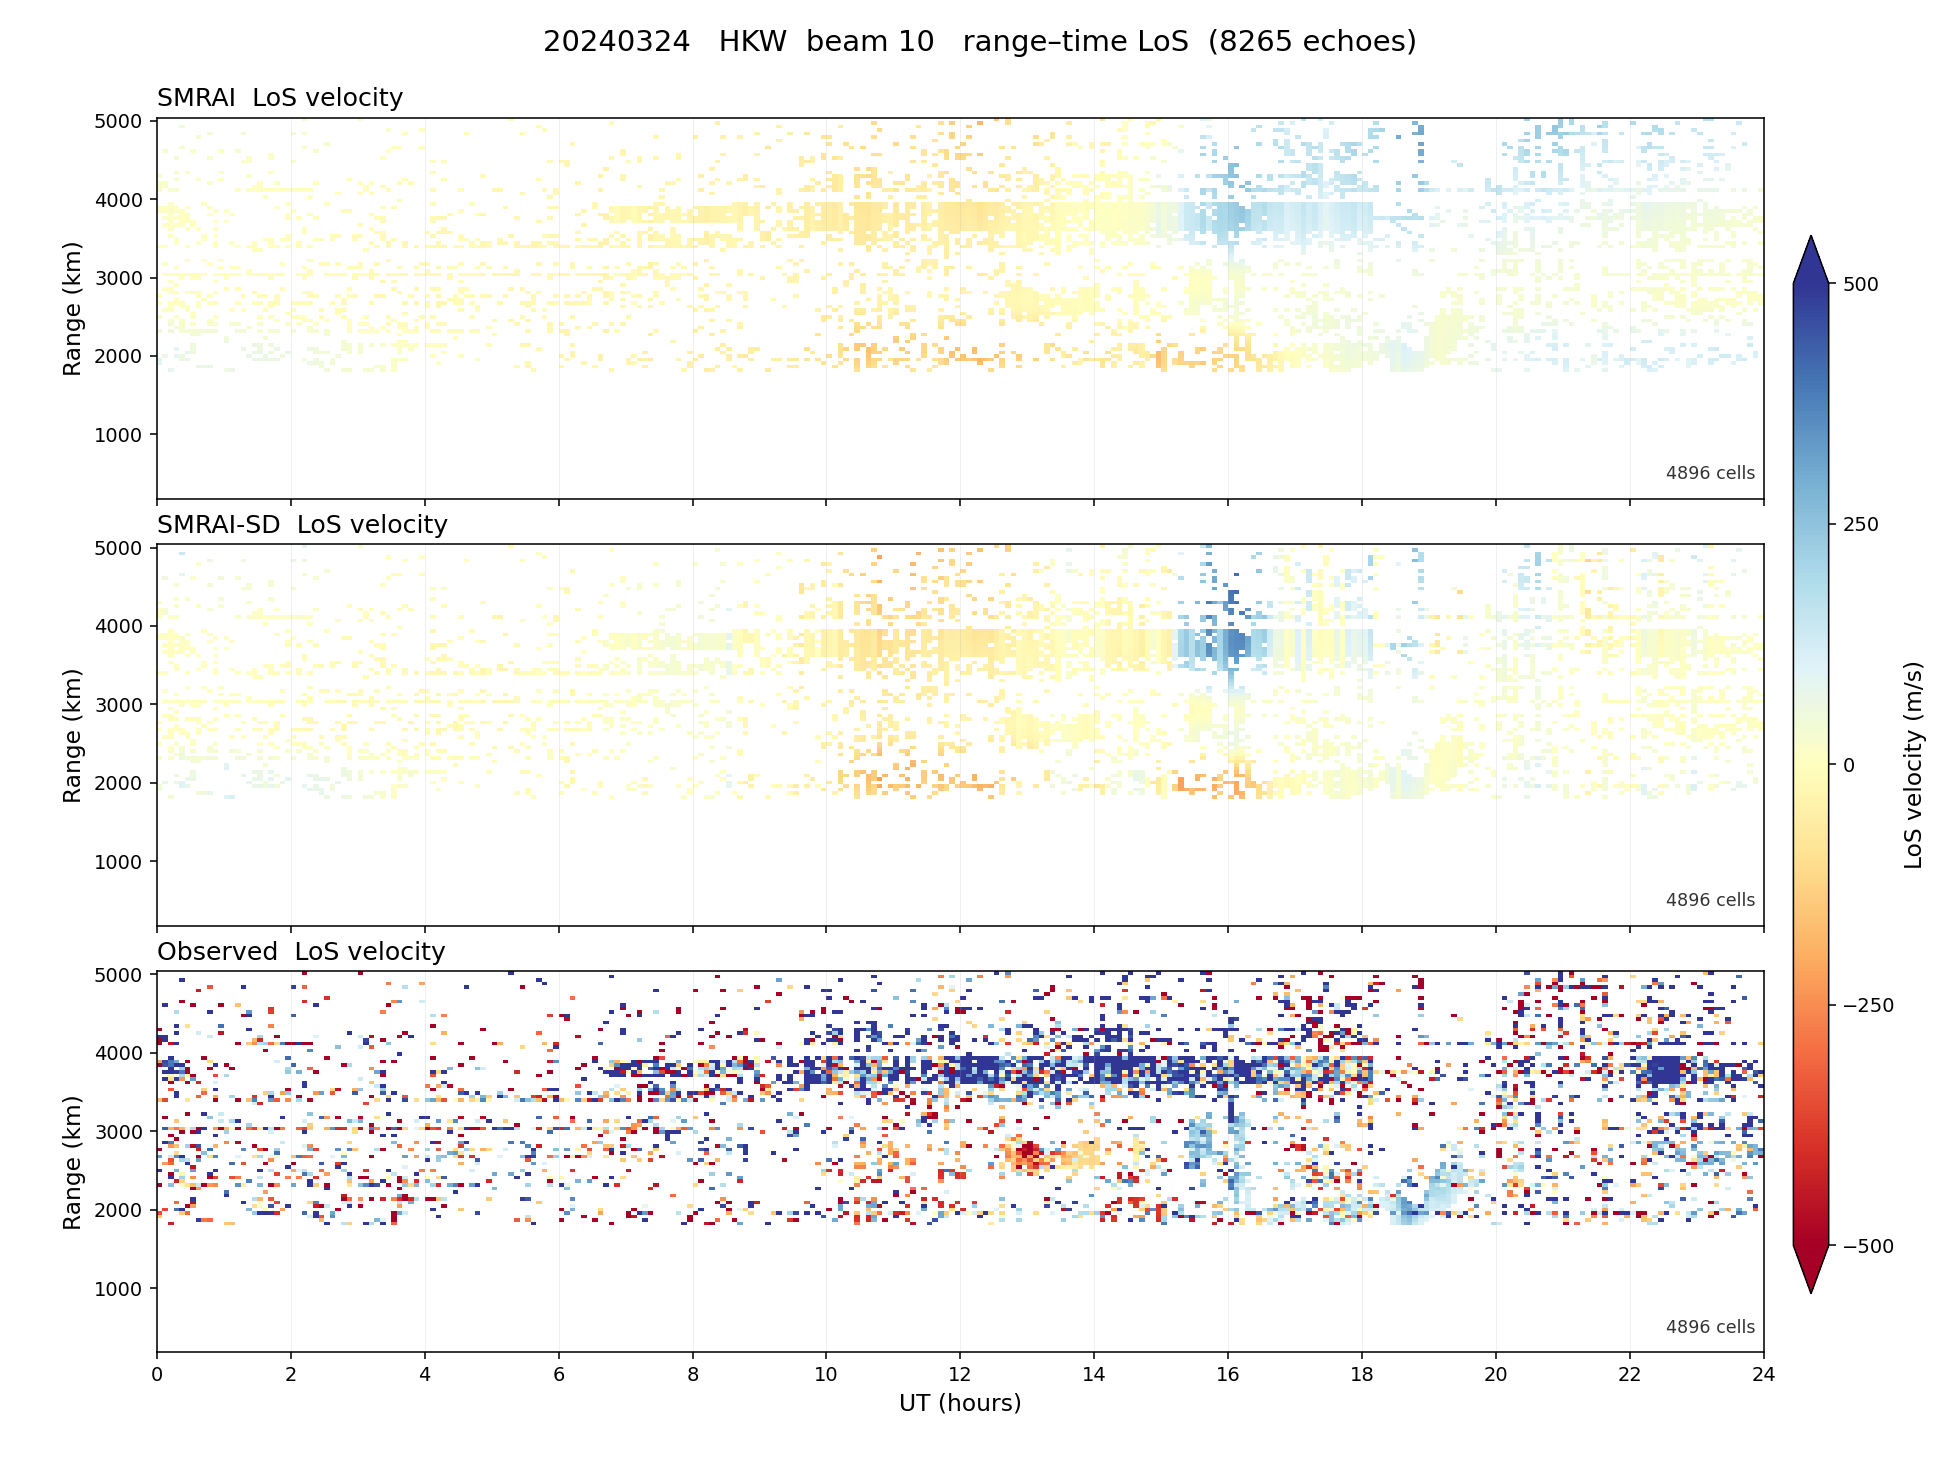 20240324   HKW  beam 10   range–time LoS  (8265 echoes)
SMRAI  LoS velocity
5000
4000
3000
2000
1000
Range (km)
4896 cells
SMRAI-SD  LoS velocity
5000
4000
3000
2000
1000
Range (km)
4896 cells
Observed  LoS velocity
5000
4000
3000
2000
1000
Range (km)
4896 cells
0 2 4 6 8 10 12 14 16 18 20 22 24
UT (hours)
500
250
0
−250
−500
LoS velocity (m/s)